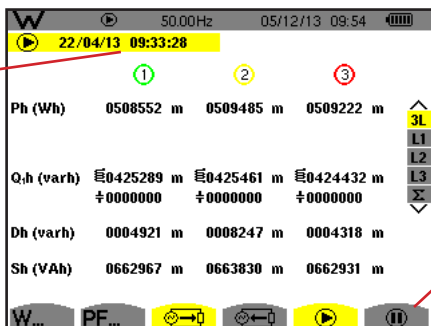 W 50.00Hz 05/12/13 09:54
22/04/13 09:33:28
1 2 3
Ph (Wh) 0508552 m 0509485 m 0509222 m
3L
L1
L2
Q₁h (varh) 0425289 m 0425461 m 0424432 m
L3
÷0000000 ÷0000000 ÷0000000
Σ
Dh (varh) 0004921 m 0008247 m 0004318 m
Sh (VAh) 0662967 m 0663830 m 0662931 m
W... PF...